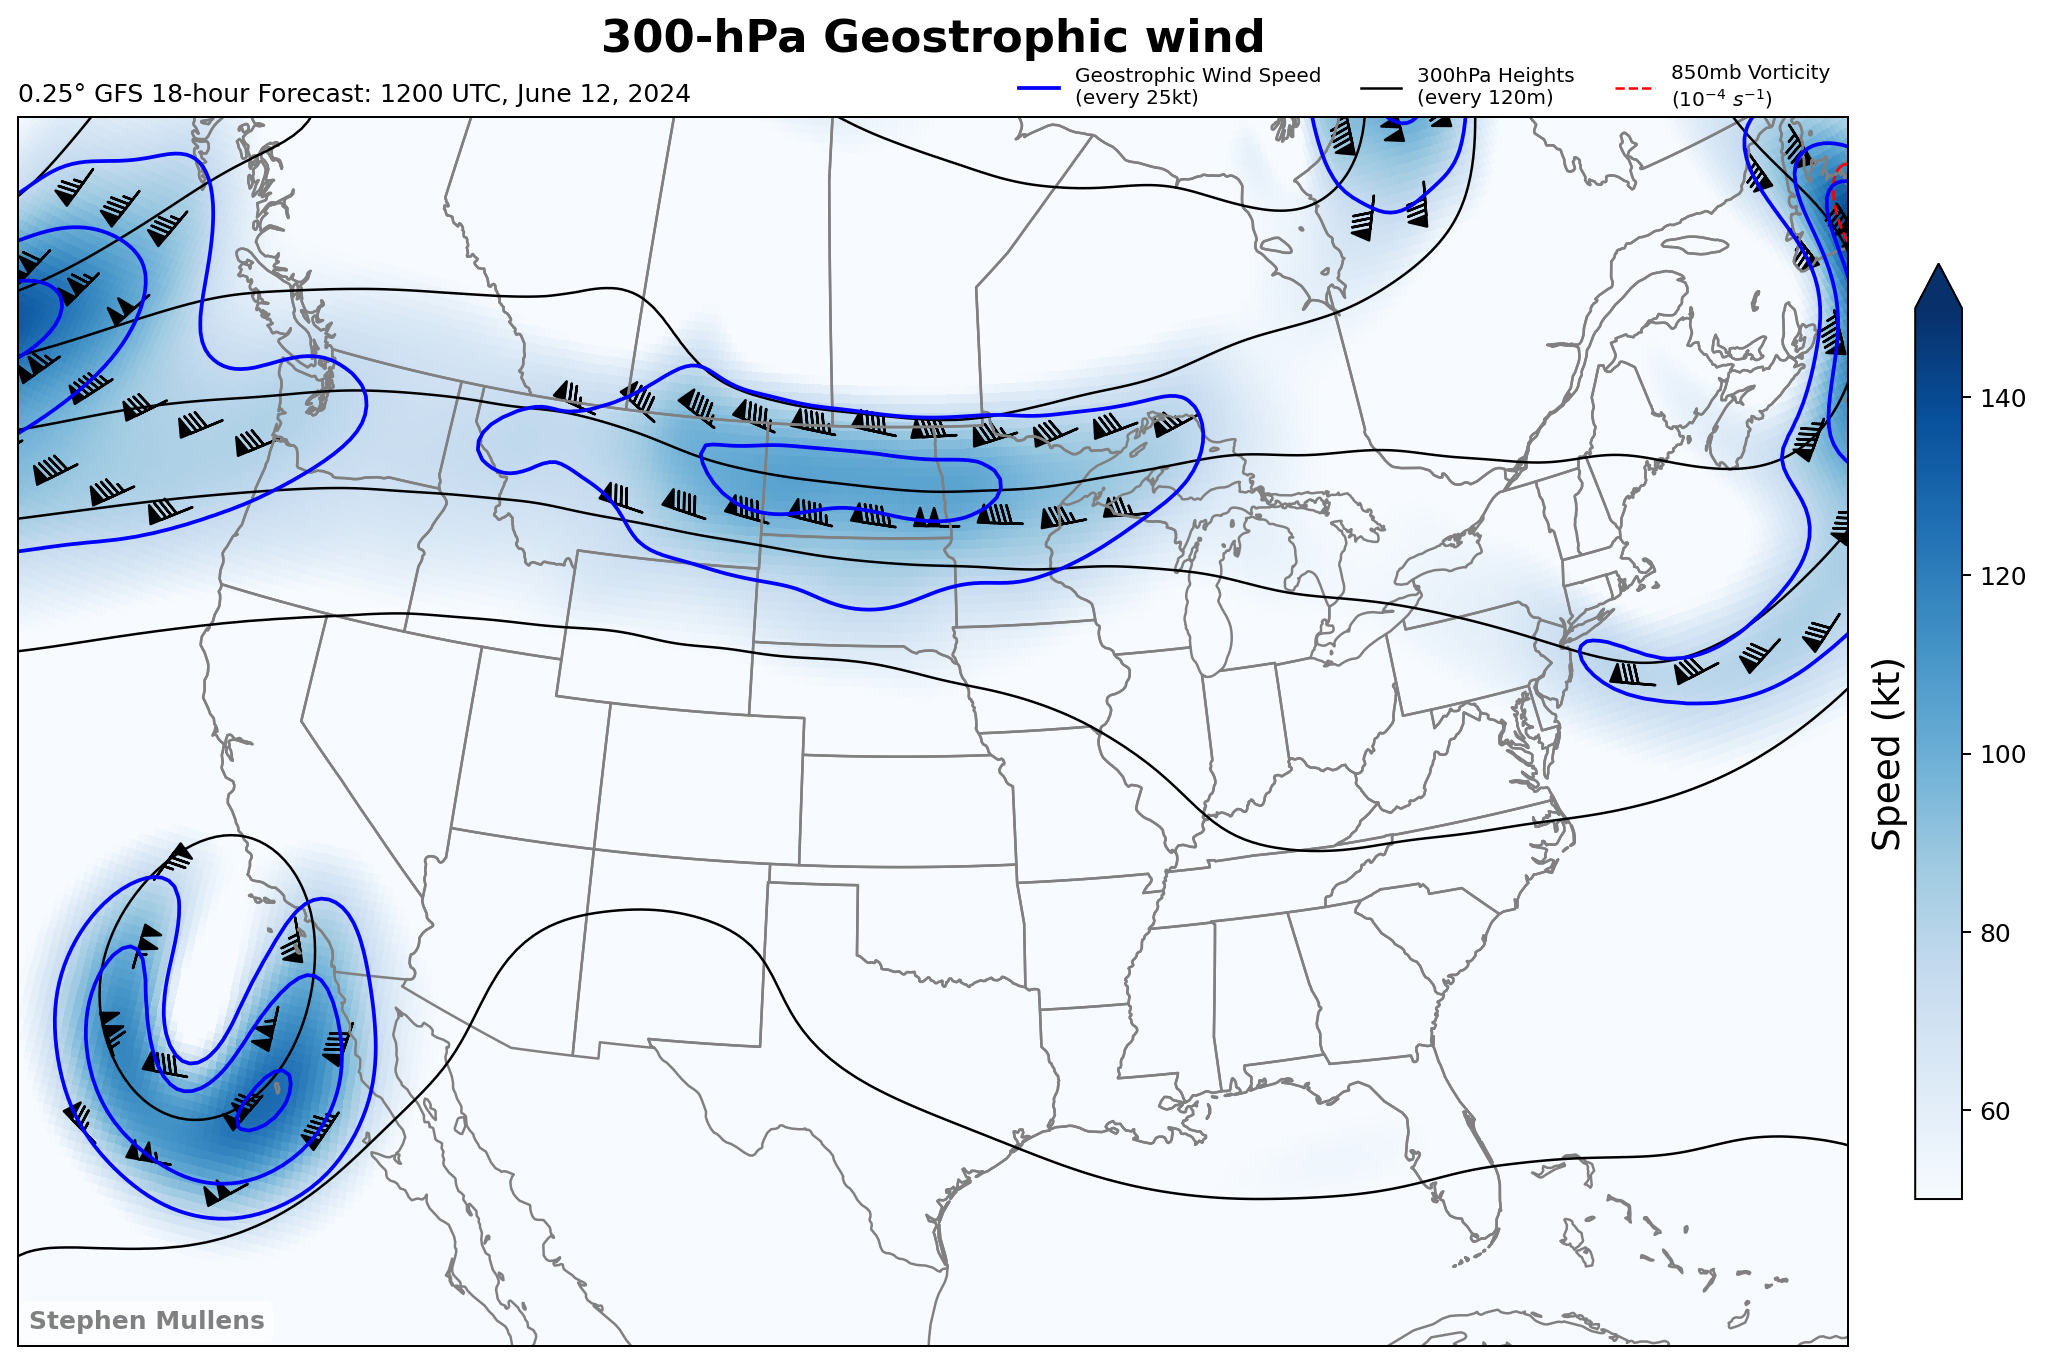 300-hPa Geostrophic wind
0.25° GFS 18-hour Forecast: 1200 UTC, June 12, 2024
Geostrophic Wind Speed
(every 25kt)
300hPa Heights
(every 120m)
850mb Vorticity
(10⁻⁴ s⁻¹)
140
120
100
80
60
Speed (kt)
Stephen Mullens